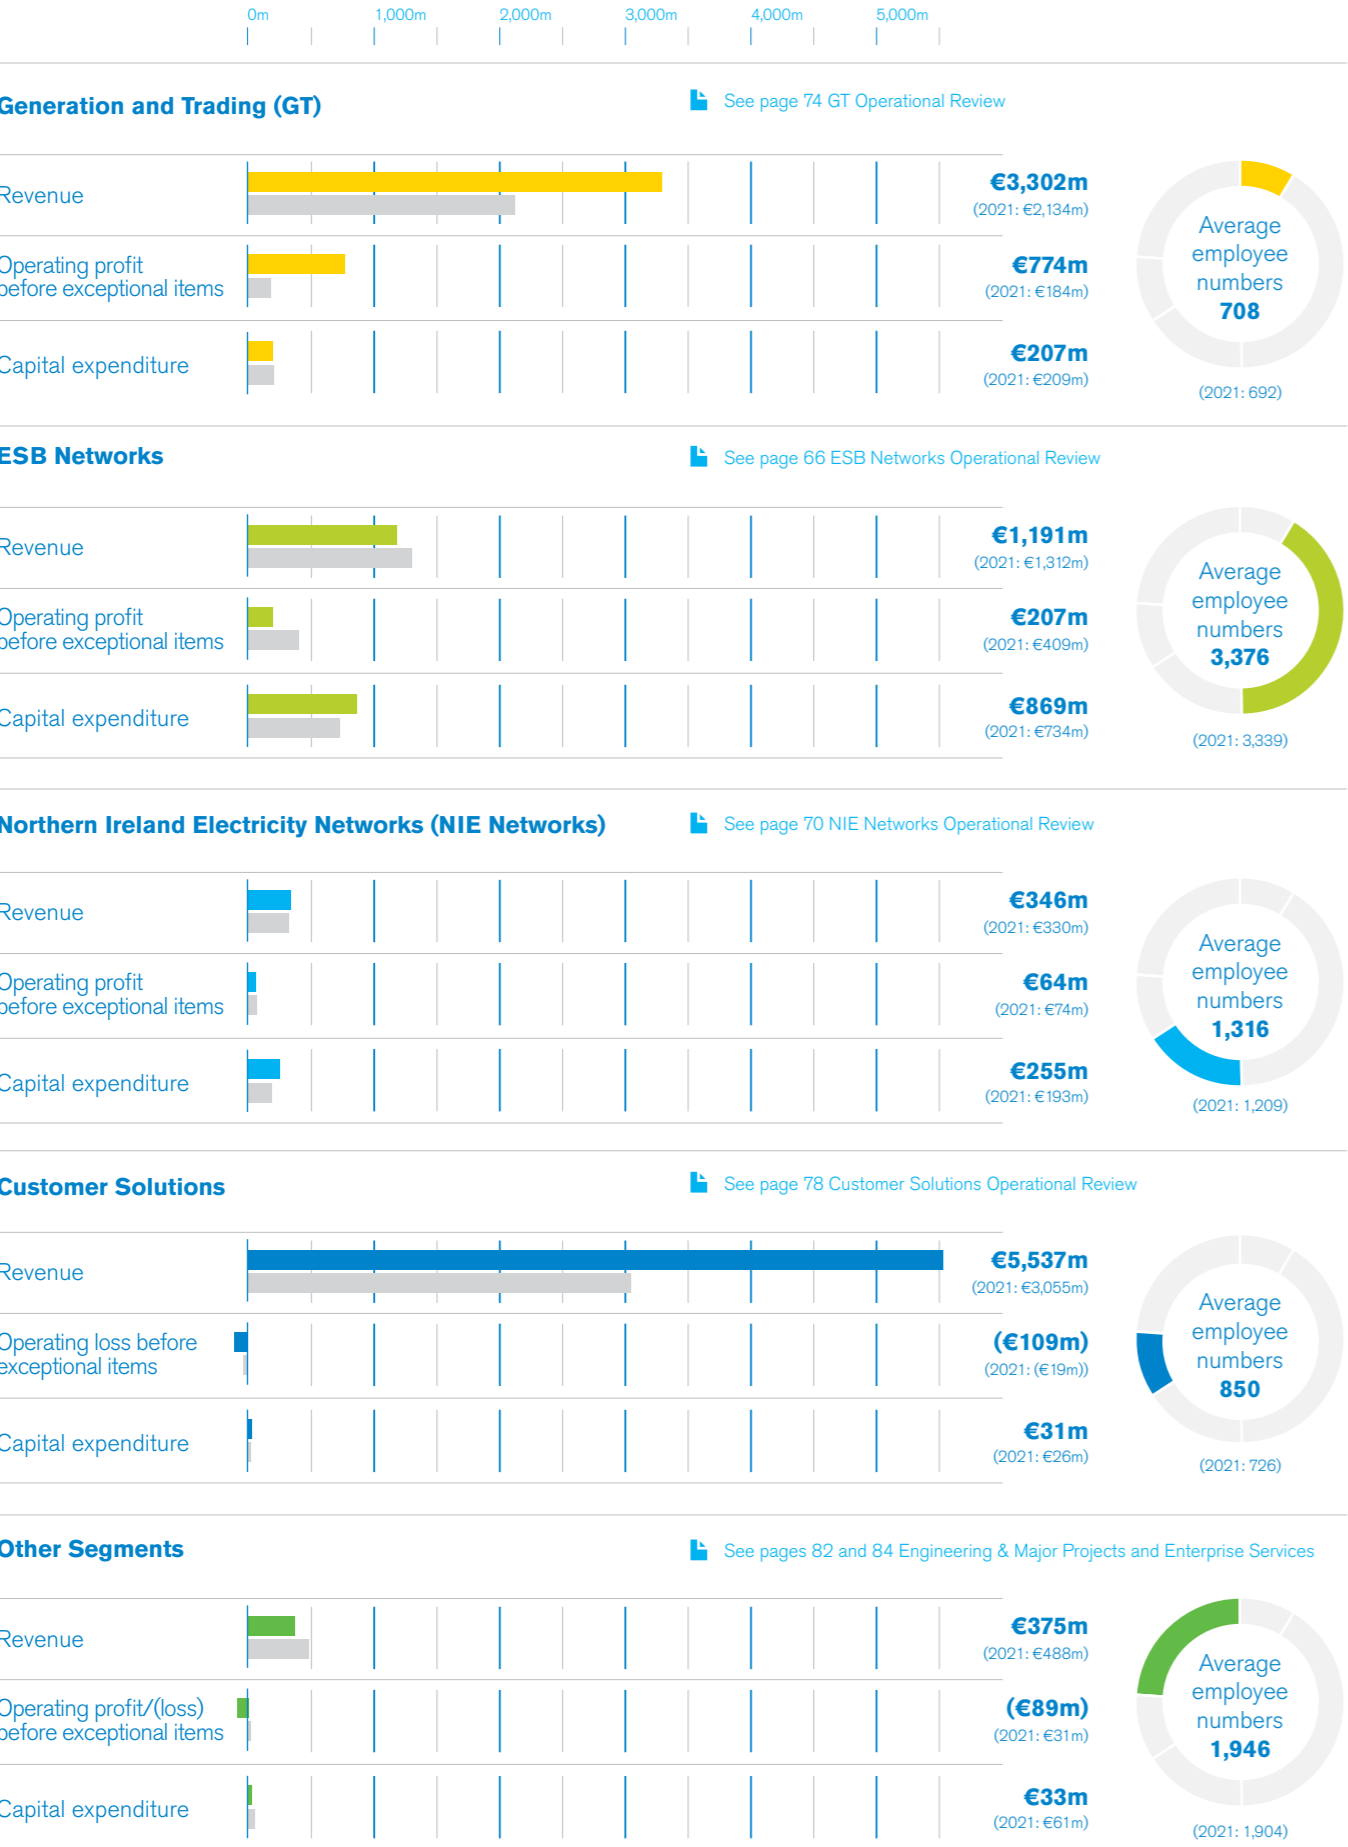 0m 1,000m 2,000m 3,000m 4,000m 5,000m
Generation and Trading (GT)
See page 74 GT Operational Review
Revenue
€3,302m
(2021: €2,134m)
Operating profit
before exceptional items
€774m
(2021: €184m)
Capital expenditure
€207m
(2021: €209m)
Average
employee
numbers
708
(2021: 692)
ESB Networks
See page 66 ESB Networks Operational Review
Revenue
€1,191m
(2021: €1,312m)
Operating profit
before exceptional items
€207m
(2021: €409m)
Capital expenditure
€869m
(2021: €734m)
Average
employee
numbers
3,376
(2021: 3,339)
Northern Ireland Electricity Networks (NIE Networks)
See page 70 NIE Networks Operational Review
Revenue
€346m
(2021: €330m)
Operating profit
before exceptional items
€64m
(2021: €74m)
Capital expenditure
€255m
(2021: €193m)
Average
employee
numbers
1,316
(2021: 1,209)
Customer Solutions
See page 78 Customer Solutions Operational Review
Revenue
€5,537m
(2021: €3,055m)
Operating loss before
exceptional items
(€109m)
(2021: (€19m))
Capital expenditure
€31m
(2021: €26m)
Average
employee
numbers
850
(2021: 726)
Other Segments
See pages 82 and 84 Engineering & Major Projects and Enterprise Services
Revenue
€375m
(2021: €488m)
Operating profit/(loss)
before exceptional items
(€89m)
(2021: €31m)
Capital expenditure
€33m
(2021: €61m)
Average
employee
numbers
1,946
(2021: 1,904)